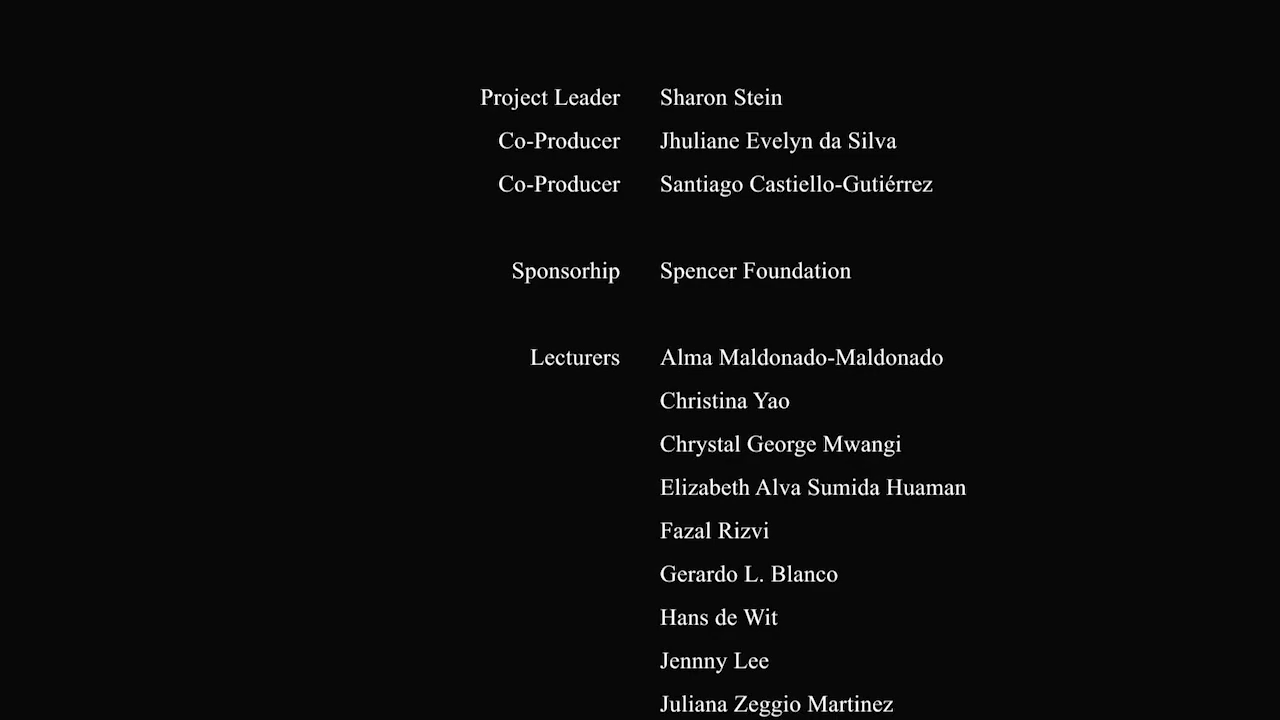 Project Leader Sharon Stein
Co-Producer Jhuliane Evelyn da Silva
Co-Producer Santiago Castiello-Gutiérrez
Sponsorhip Spencer Foundation
Lecturers Alma Maldonado-Maldonado
Christina Yao
Chrystal George Mwangi
Elizabeth Alva Sumida Huaman
Fazal Rizvi
Gerardo L. Blanco
Hans de Wit
Jennny Lee
Juliana Zeggio Martinez